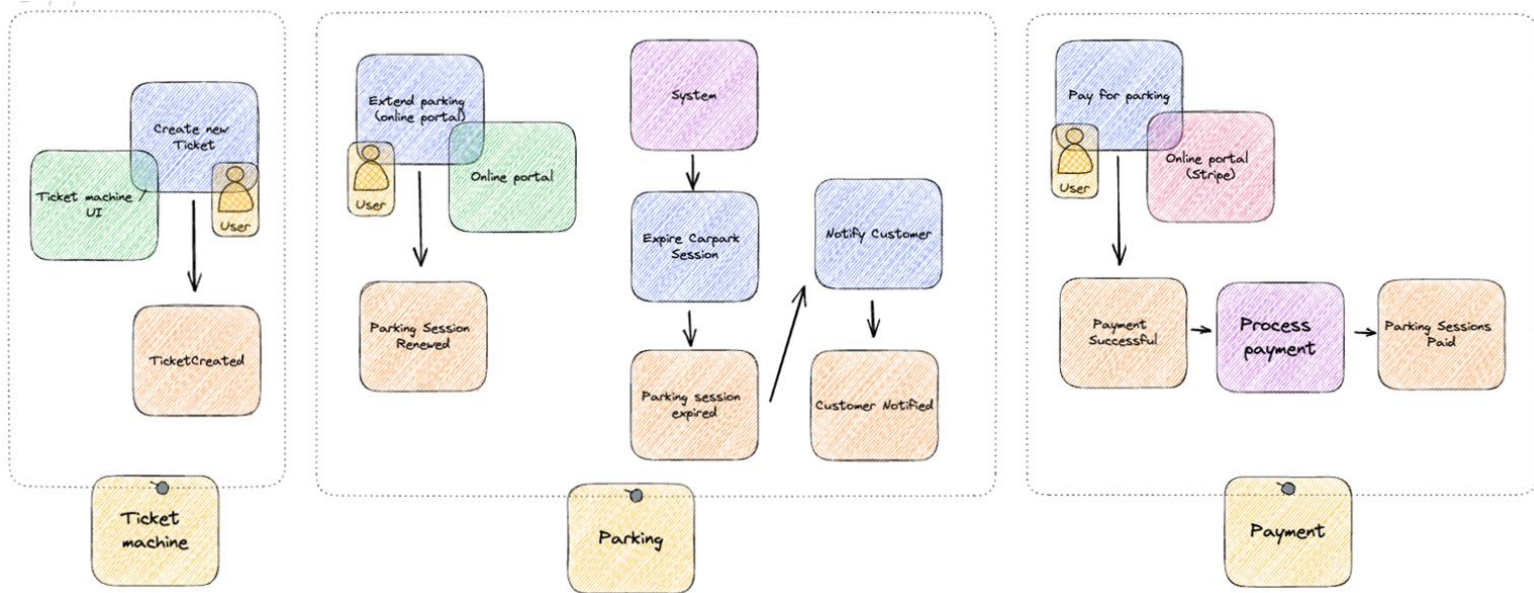 Create new
Ticket
Ticket machine /
UI
User
TicketCreated
Ticket
machine
Extend parking
(online portal)
User
Online portal
Parking Session
Renewed
System
Expire Carpark
Session
Parking session
expired
Notify Customer
Customer Notified
Parking
Pay for parking
User
Online portal
(Stripe)
Payment
Successful
Process
payment
Parking Sessions
Paid
Payment